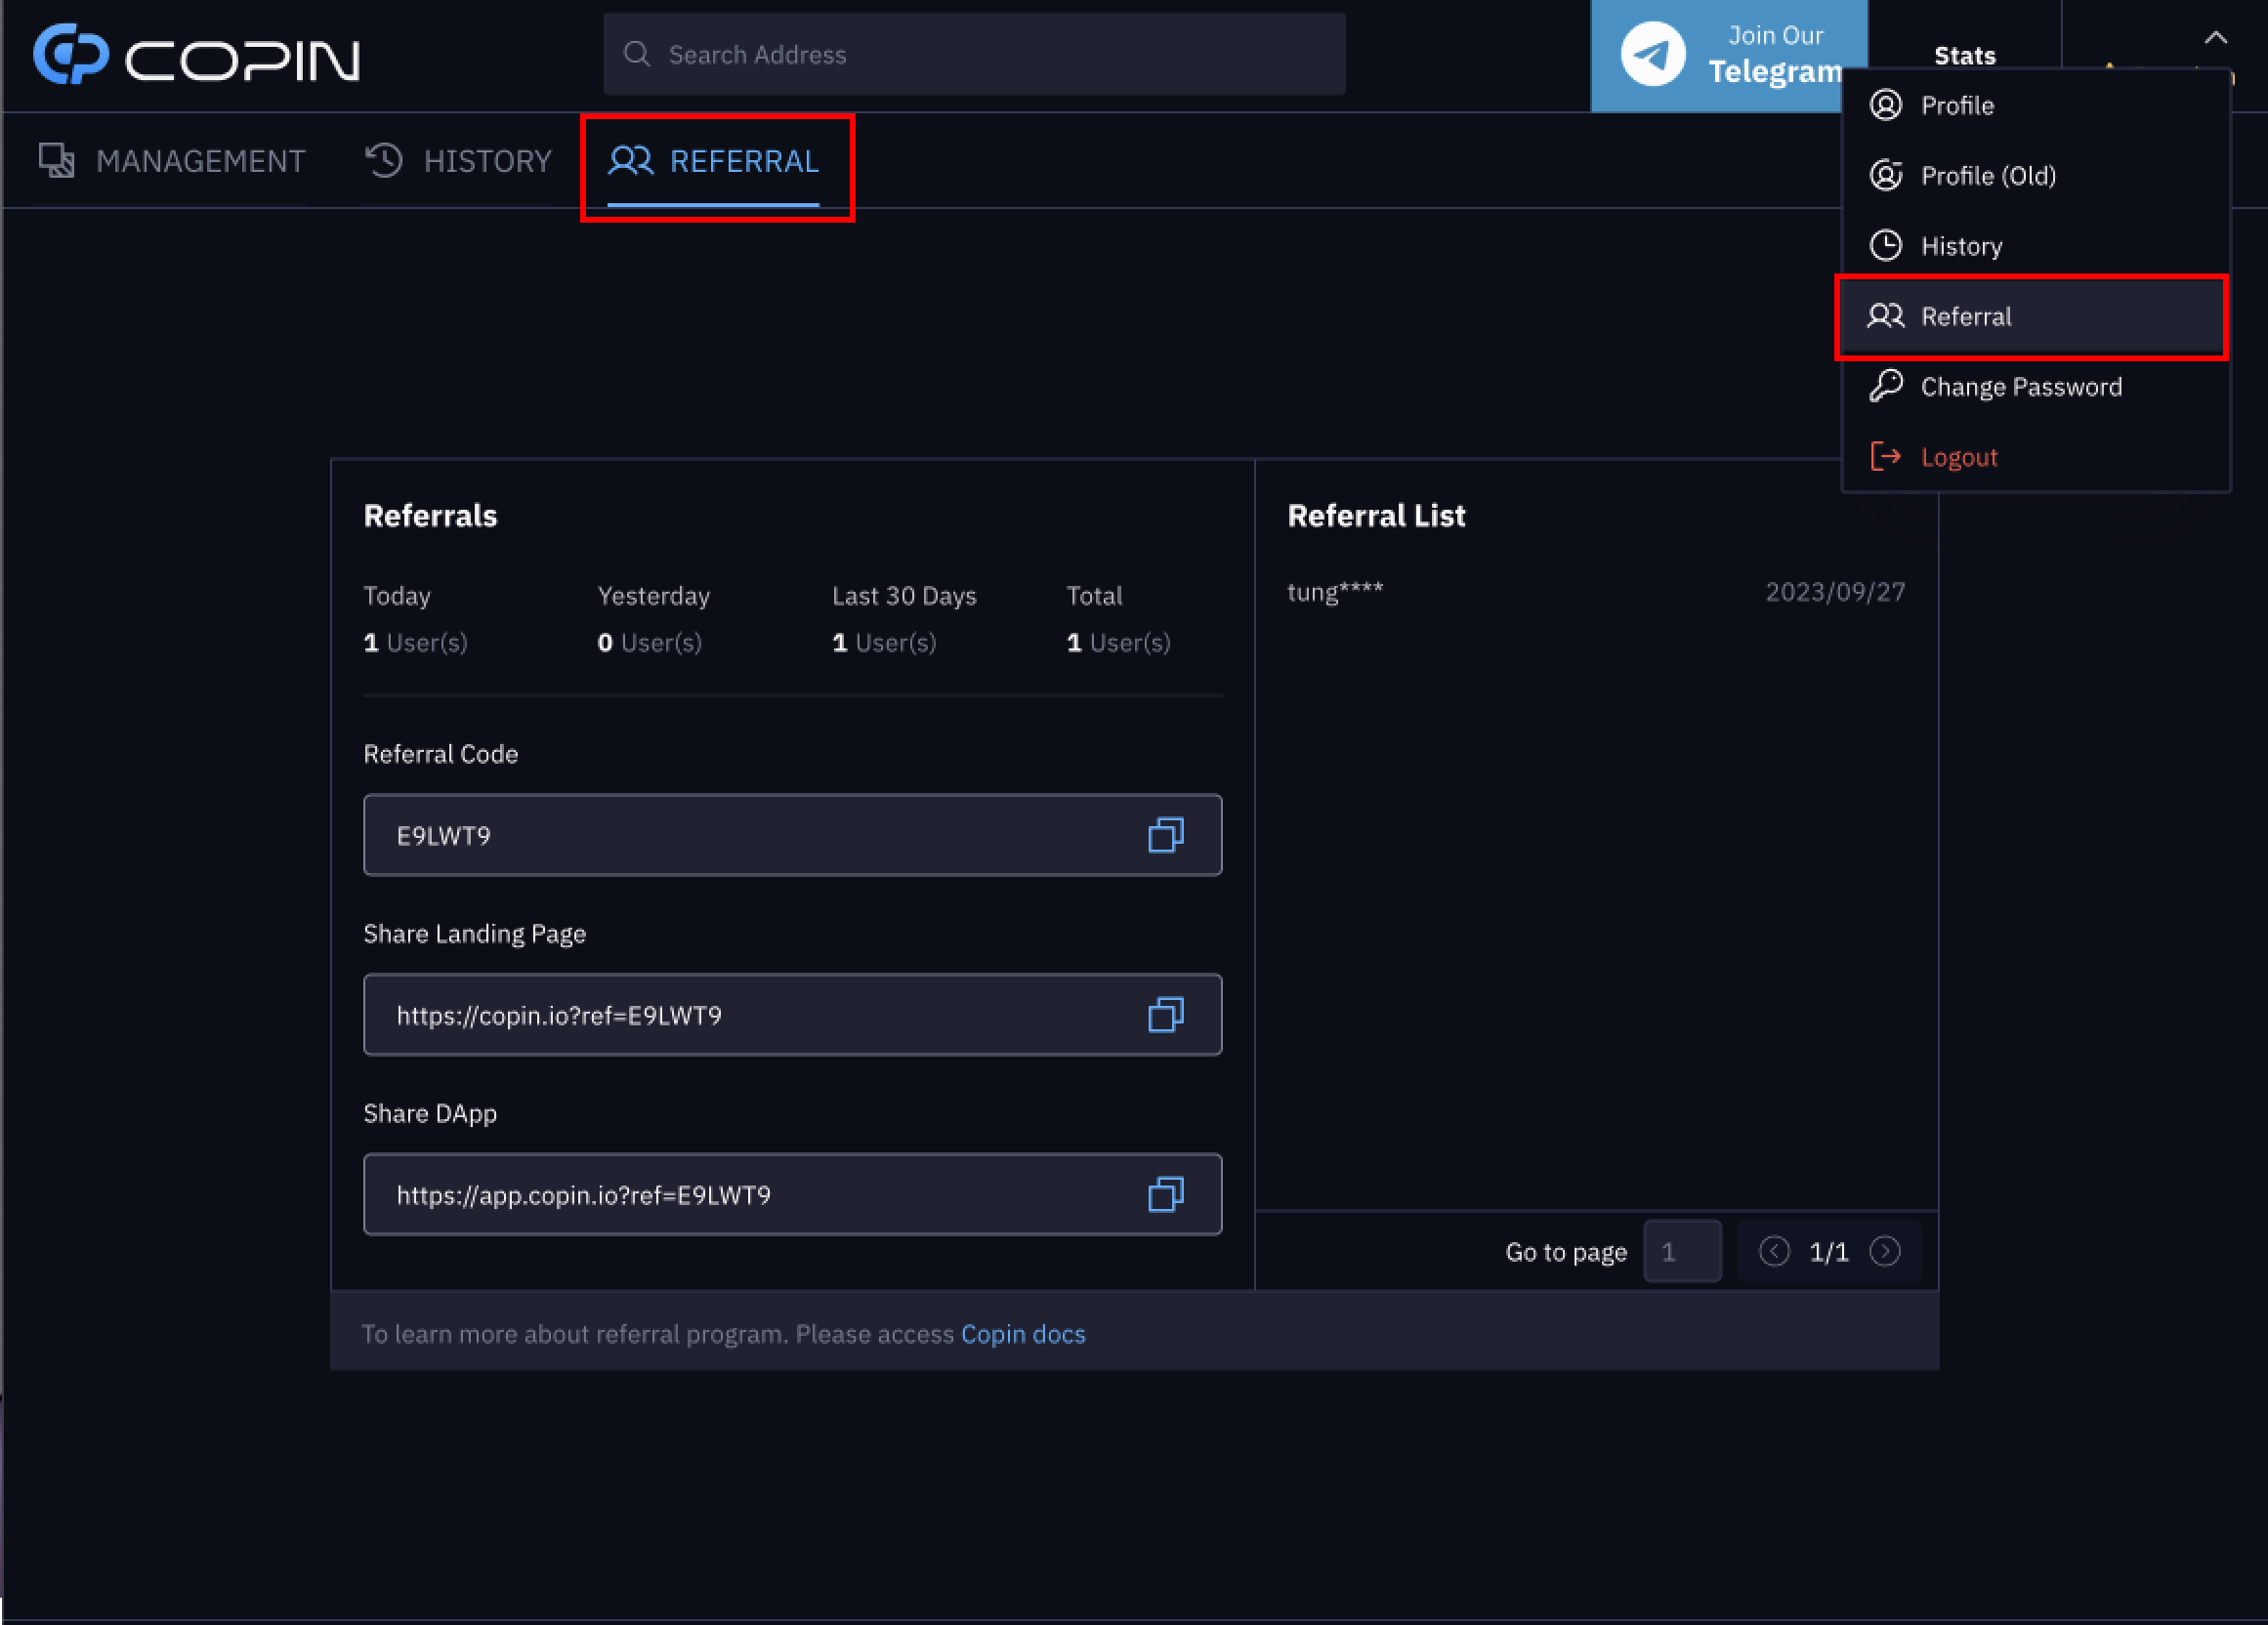 COPIN
Search Address
Join Our
Telegram
Stats
MANAGEMENT
HISTORY
REFERRAL
Profile
Profile (Old)
History
Referral
Change Password
Logout
Referrals
Today
Yesterday
Last 30 Days
Total
1 User(s)
0 User(s)
1 User(s)
1 User(s)
Referral Code
E9LWT9
Share Landing Page
https://copin.io?ref=E9LWT9
Share DApp
https://app.copin.io?ref=E9LWT9
Referral List
tung****
2023/09/27
Go to page
1
1/1
To learn more about referral program. Please access Copin docs